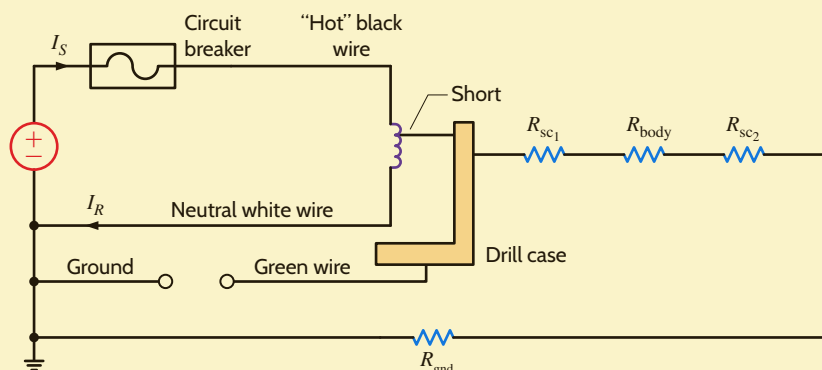 Circuit
breaker
"Hot" black
wire
I_S
Short
R_sc1
R_body
R_sc2
+
−
I_R
Neutral white wire
Ground
Green wire
Drill case
R_gnd